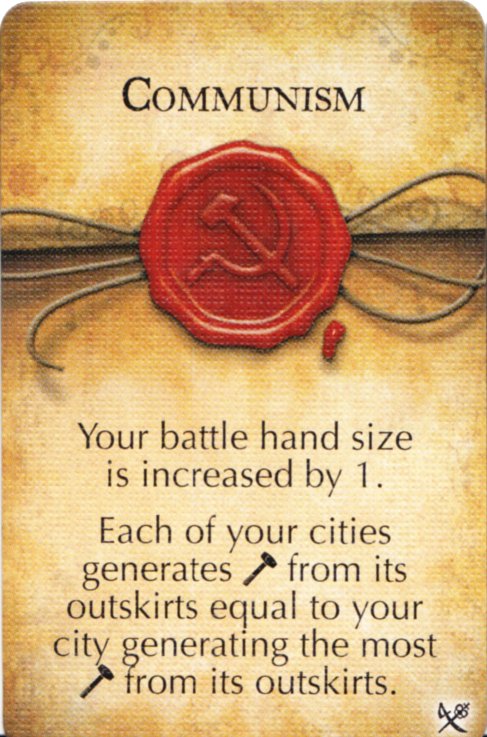 COMMUNISM
Your battle hand size
is increased by 1.
Each of your cities
generates from its
outskirts equal to your
city generating the most
from its outskirts.